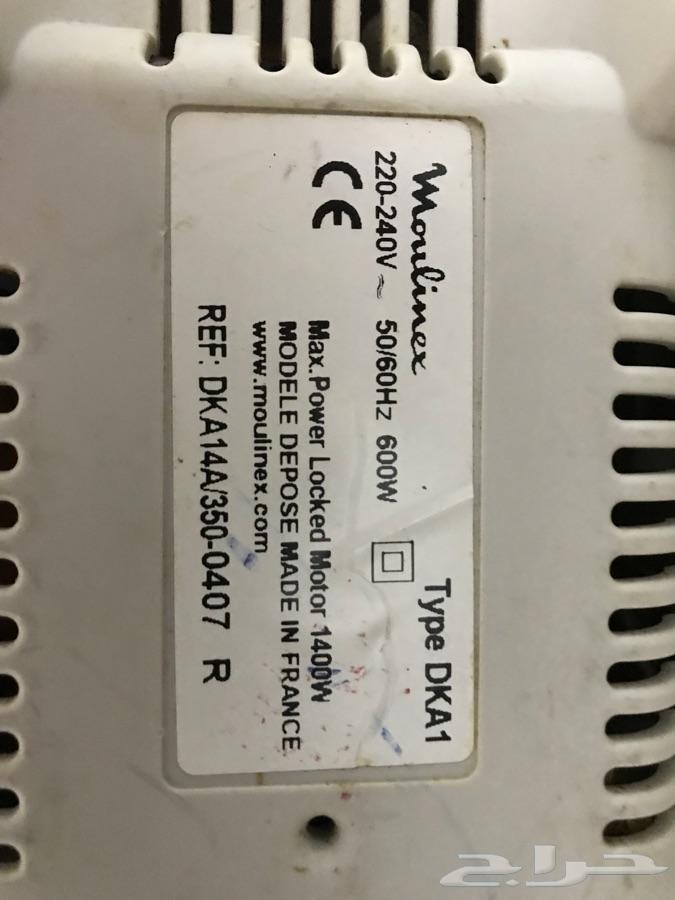 Moulinex Type DKA1
220-240V ~ 50/60Hz 600W
CE Max.Power Locked Motor 1400W
MODELE DEPOSE MADE IN FRANCE
www.moulinex.com
REF: DKA14A/350-0407 R
حراج